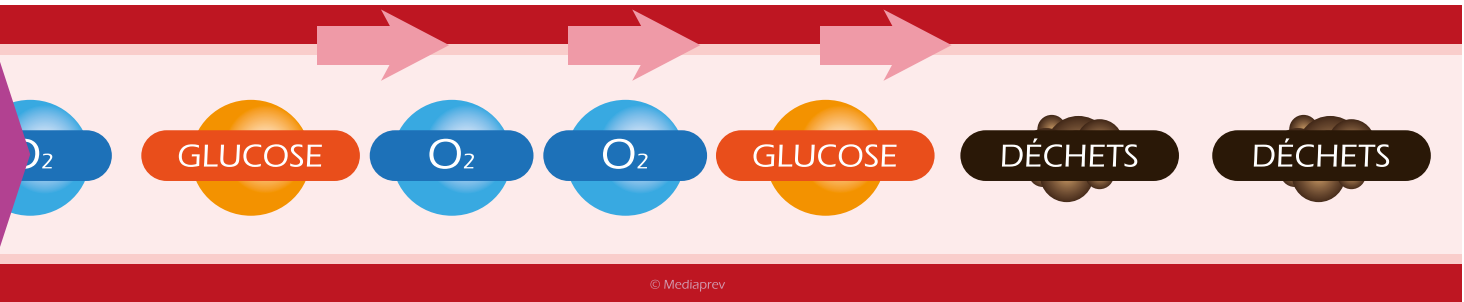 O₂
GLUCOSE
O₂
O₂
GLUCOSE
DÉCHETS
DÉCHETS
© Mediaprev